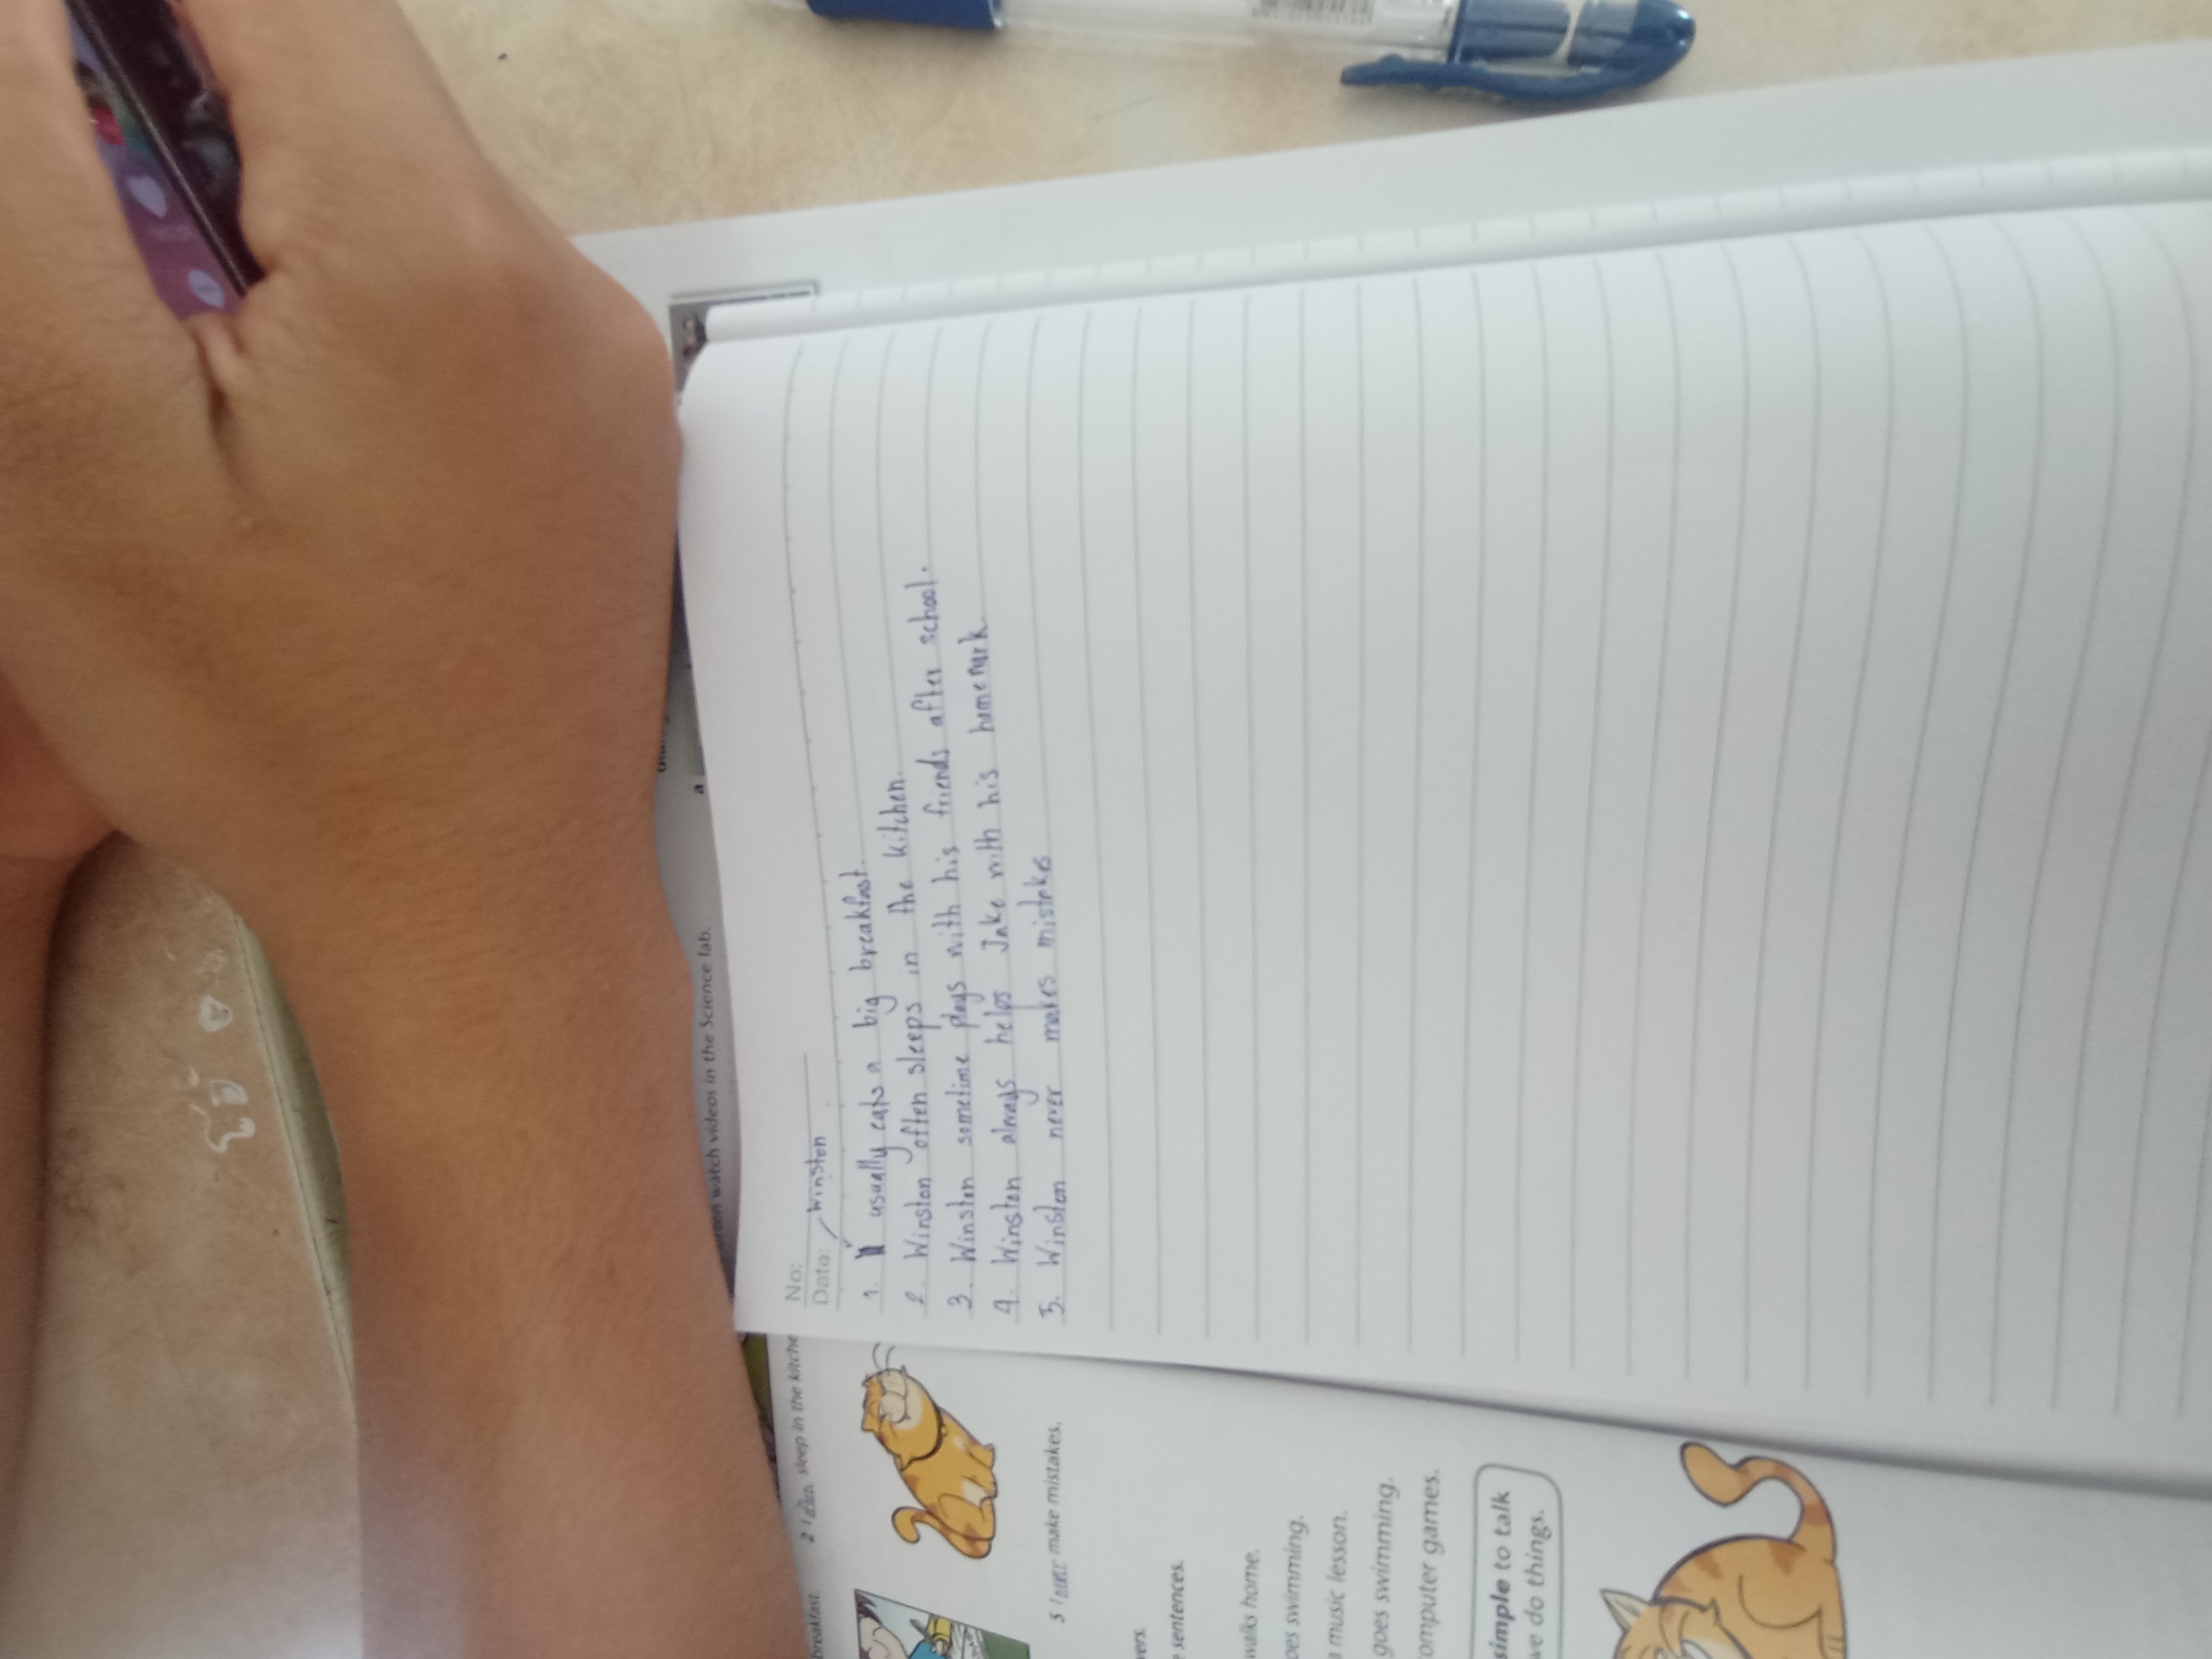 โอ๊
watch videos in the Science lab.
a
breakfast.
2 I often sleep in the kitche
5 I never make mistakes.
vers.
e sentences.
walks home.
oes swimming.
a music lesson.
goes swimming.
omputer games.
simple to talk
we do things.
No:
Date: Winston
1. usually eats a big breakfast.
2. Winston often sleeps in the kitchen.
3. Winston sometime plays with his friends after school.
4. Winston always helps Jake with his homework.
5. Winston never makes mistakes